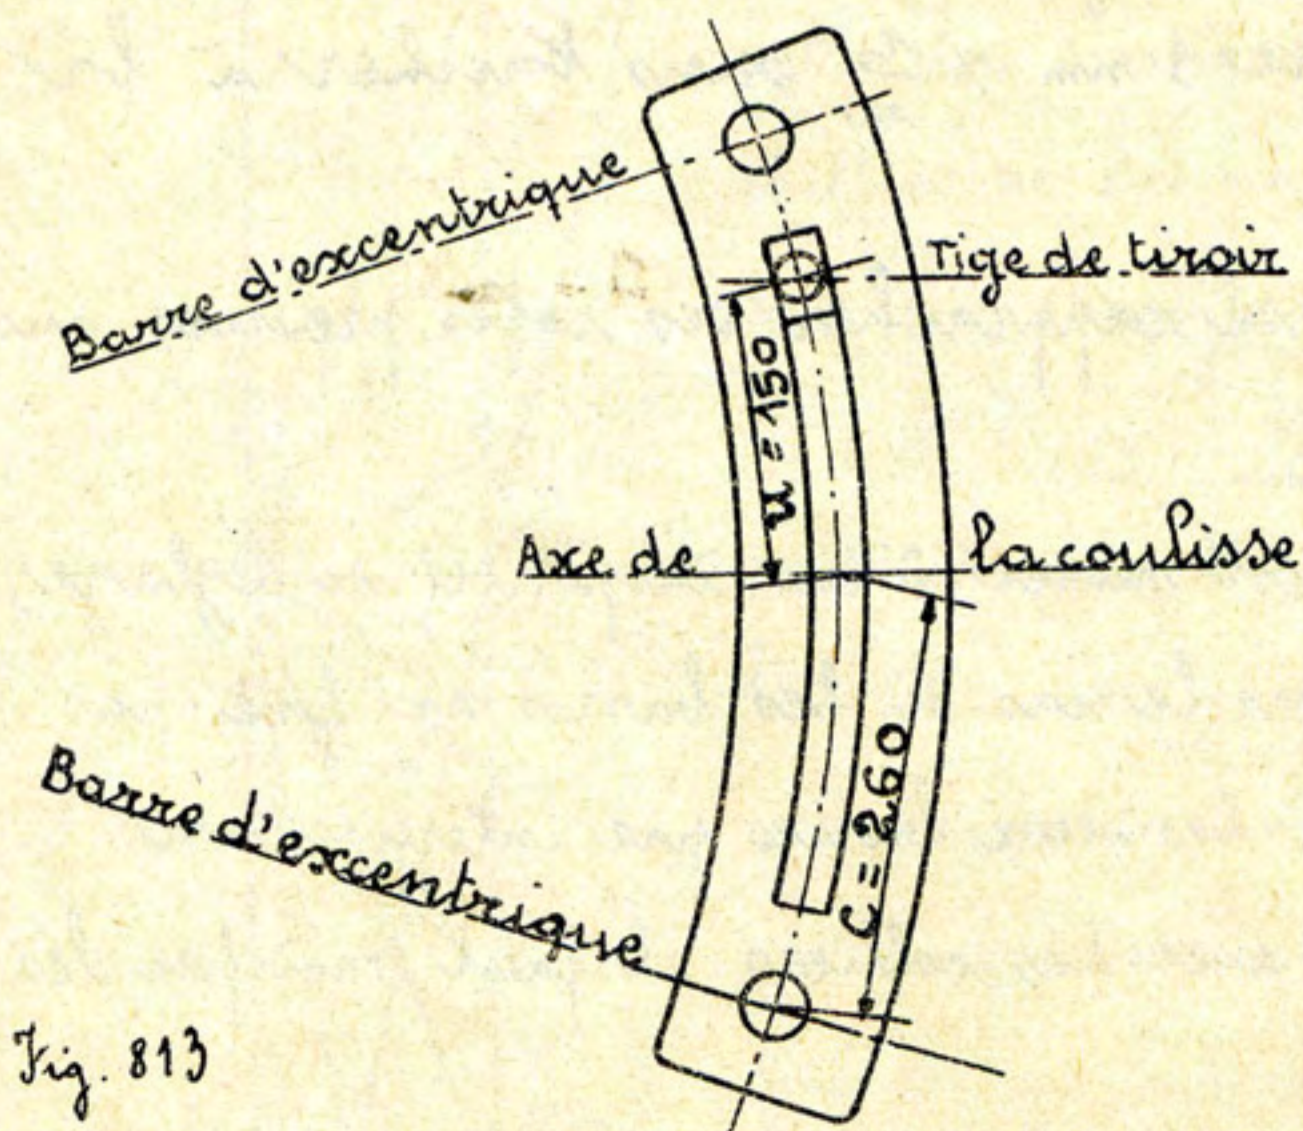 Barre d'excentrique
Tige de tiroir
u = 150
Axe de la coulisse
C = 260
Barre d'excentrique
Fig. 813